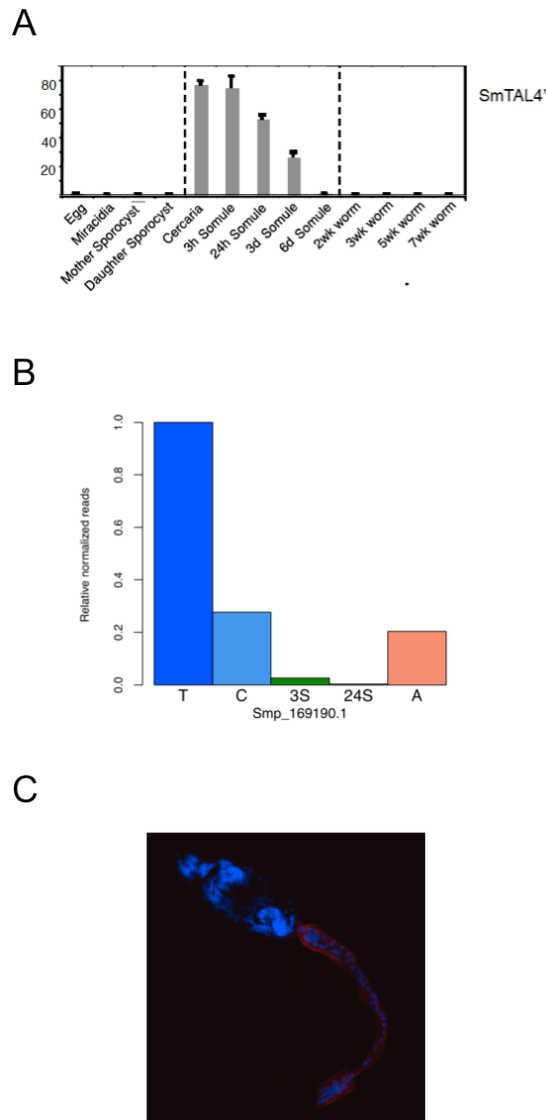 A
80
60
40
20
SmTAL4'
Egg
Miracidia
Mother Sporocyst
Daughter Sporocyst
Cercaria
3h Somule
24h Somule
3d Somule
6d Somule
2wk worm
3wk worm
5wk worm
7wk worm
B
Relative normalized reads
1.0
0.8
0.6
0.4
0.2
0.0
T C 3S 24S A
Smp_169190.1
C